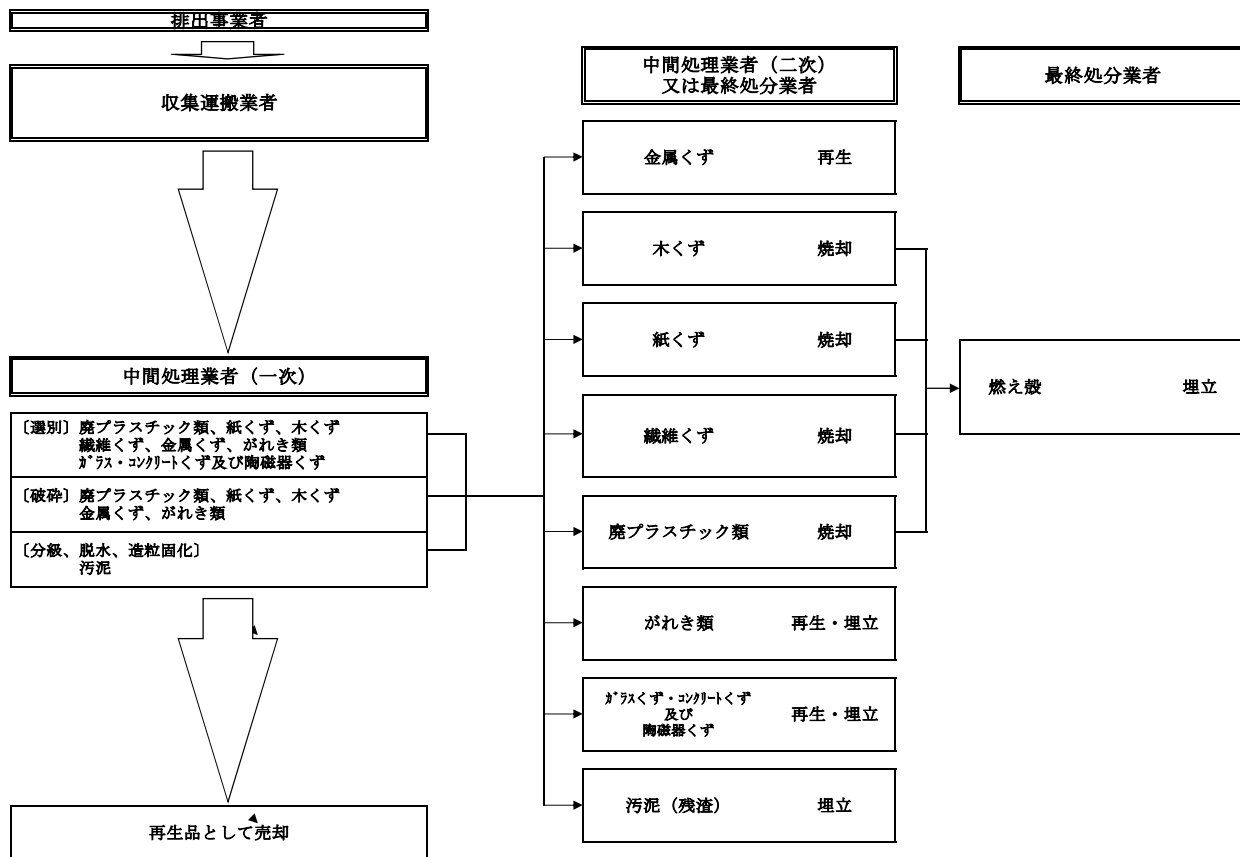 排出事業者
収集運搬業者
中間処理業者（一次）
〔選別〕廃プラスチック類、紙くず、木くず
繊維くず、金属くず、がれき類
ｶﾞﾗｽ・ｺﾝｸﾘｰﾄくず及び陶磁器くず
〔破砕〕廃プラスチック類、紙くず、木くず
金属くず、がれき類
〔分級、脱水、造粒固化〕
汚泥
再生品として売却
中間処理業者（二次）
又は最終処分業者
金属くず 再生
木くず 焼却
紙くず 焼却
繊維くず 焼却
廃プラスチック類 焼却
がれき類 再生・埋立
ｶﾞﾗｽくず・ｺﾝｸﾘｰﾄくず
及び 再生・埋立
陶磁器くず
汚泥（残渣） 埋立
最終処分業者
燃え殻 埋立